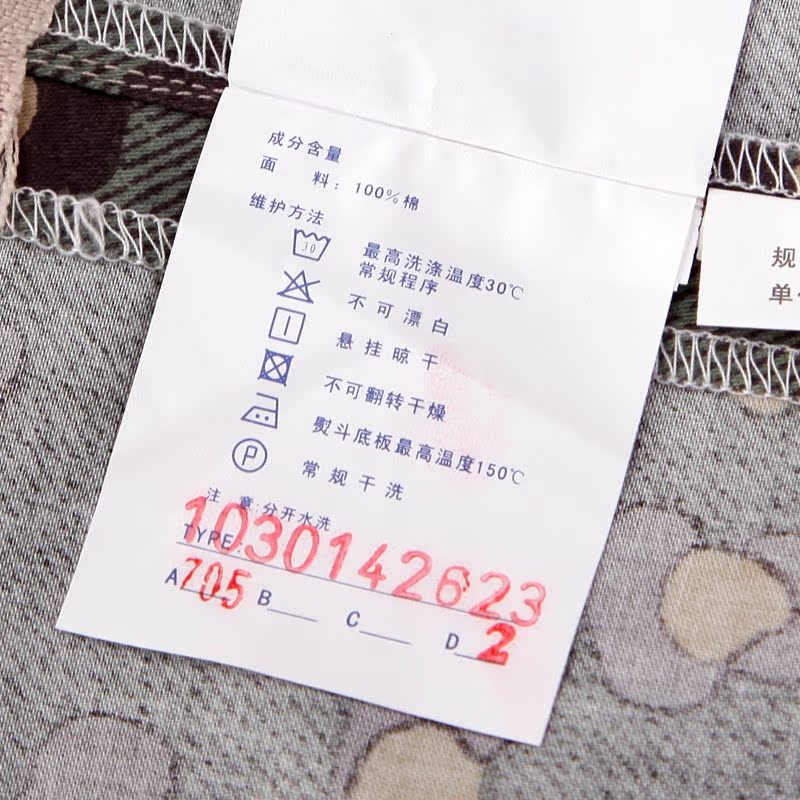 成分含量
面 料：100%棉
维护方法
30 最高洗涤温度30℃
常规程序
不可漂白
悬挂晾干
不可翻转干燥
熨斗底板最高温度150℃
P 常规干洗
注 意:分开水洗
TYPE: 1030142623
A 705 B C D 2
规
单